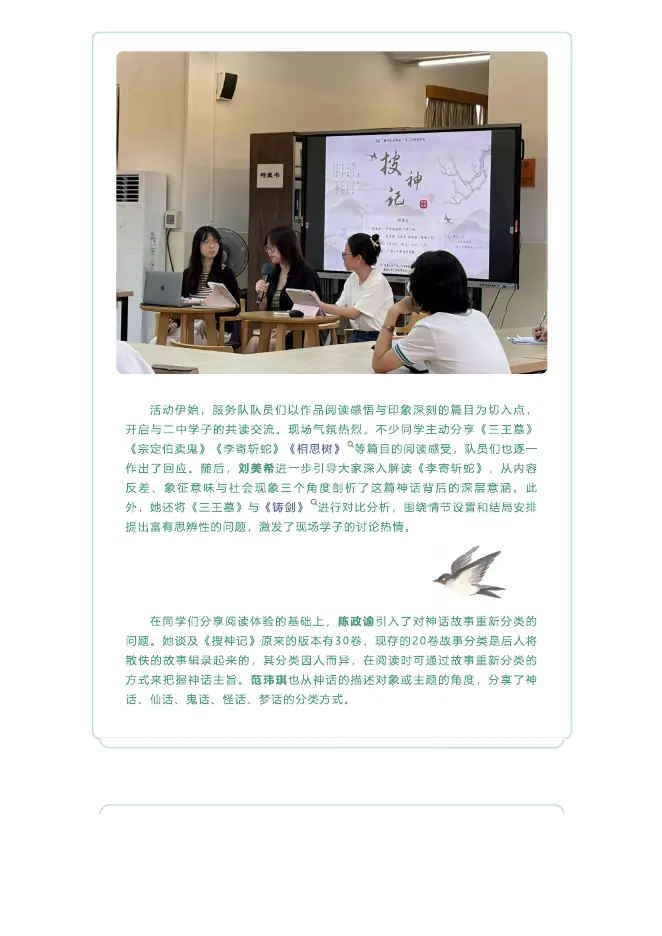 搜神记
活动伊始，服务队队员们以作品阅读感悟与印象深刻的篇目为切入点，
开启与二中学子的共读交流。现场气氛热烈，不少同学主动分享《三王墓》
《宗定伯卖鬼》《李寄斩蛇》《相思树》等篇目的阅读感受，队员们也逐一
作出了回应。随后，刘美希进一步引导大家深入解读《李寄斩蛇》，从内容
反差、象征意味与社会现象三个角度剖析了这篇神话背后的深层意涵。此
外，她还将《三王墓》与《铸剑》进行对比分析，围绕情节设置和结局安排
提出富有思辨性的问题，激发了现场学子的讨论热情。
在同学们分享阅读体验的基础上，陈政谕引入了对神话故事重新分类的
问题。她谈及《搜神记》原来的版本有30卷，现存的20卷故事分类是后人将
散佚的故事辑录起来的，其分类因人而异，在阅读时可通过故事重新分类的
方式来把握神话主旨。范玮琪也从神话的描述对象或主题的角度，分享了神
话、仙话、鬼话、怪话、梦话的分类方式。